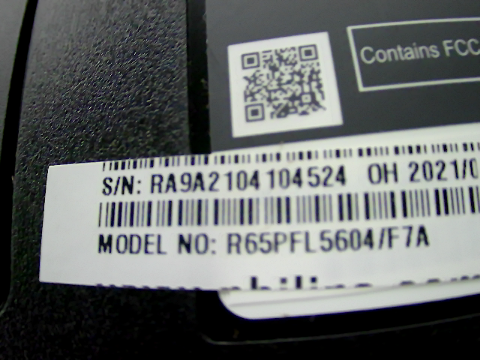 Contains FCC
S/N: RA9A2104104524 OH 2021/0
MODEL NO: R65PFL5604/F7A